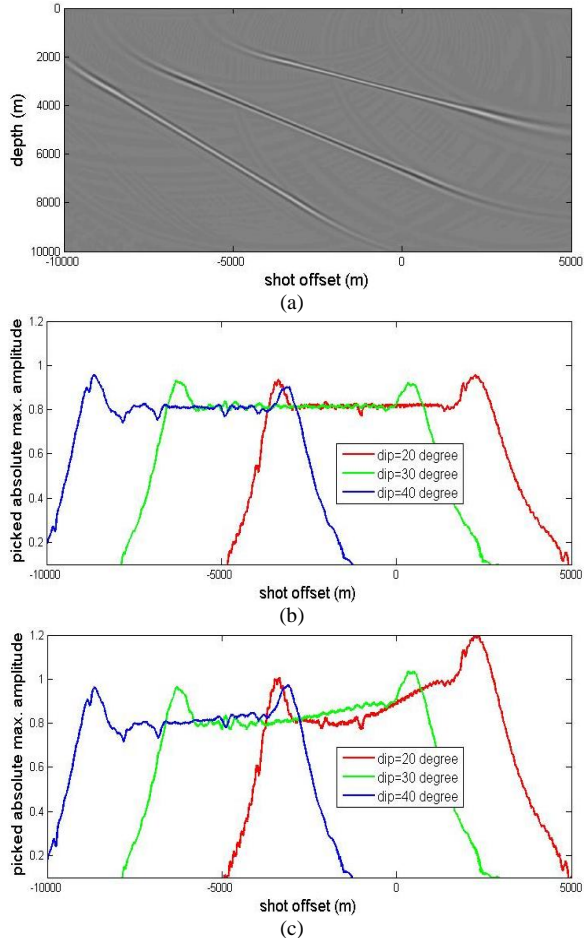 0
2000
4000
6000
8000
10000
depth (m)
-10000 -5000 0 5000
shot offset (m)
(a)
1.2
1
0.8
0.6
0.4
0.2
picked absolute max. amplitude
dip=20 degree
dip=30 degree
dip=40 degree
-10000 -5000 0 5000
shot offset (m)
(b)
1.2
1
0.8
0.6
0.4
0.2
picked absolute max. amplitude
dip=20 degree
dip=30 degree
dip=40 degree
-10000 -5000 0 5000
shot offset (m)
(c)